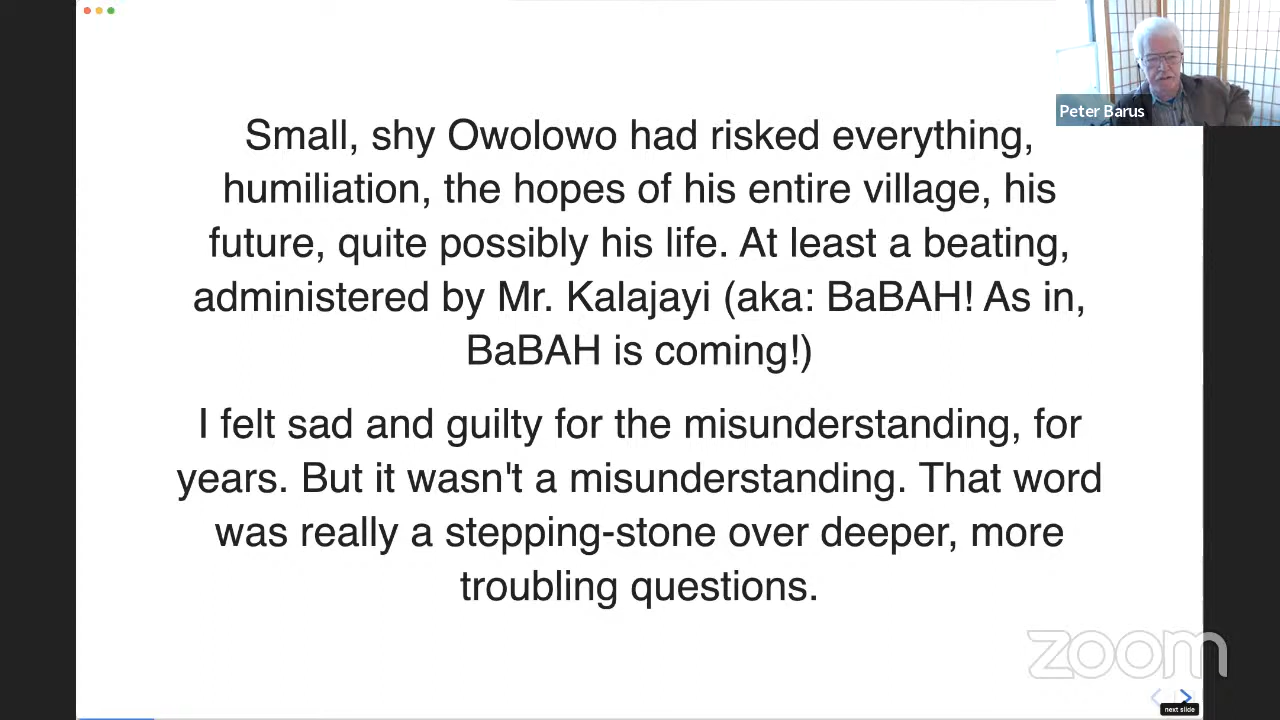 Peter Barus
Small, shy Owolowo had risked everything,
humiliation, the hopes of his entire village, his
future, quite possibly his life. At least a beating,
administered by Mr. Kalajayi (aka: BaBAH! As in,
BaBAH is coming!)
I felt sad and guilty for the misunderstanding, for
years. But it wasn't a misunderstanding. That word
was really a stepping-stone over deeper, more
troubling questions.
zoom
next slide